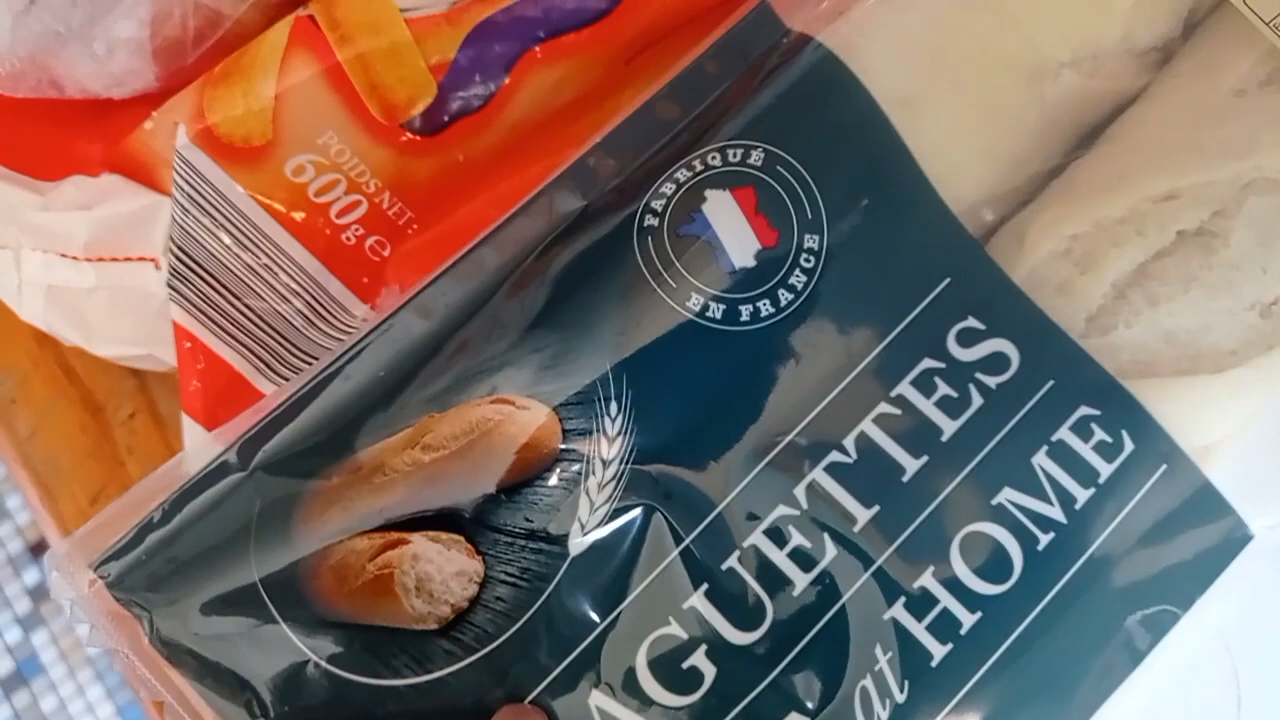 POIDS NET:
600g e
FABRIQUÉ
EN FRANCE
AGUETTES
at HOME